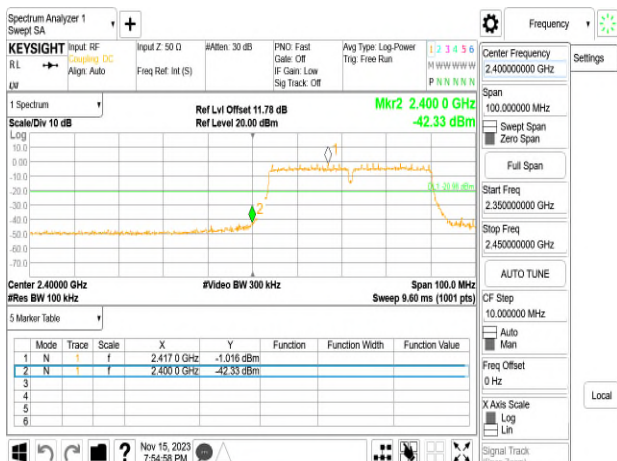 Spectrum Analyzer 1
Swept SA
+
Frequency
KEYSIGHT
Input: RF
Coupling: DC
Align: Auto
Input Z: 50 Ω
Freq Ref: Int (S)
#Atten: 30 dB
PNO: Fast
Gate: Off
IF Gain: Low
Sig Track: Off
Avg Type: Log-Power
Trig: Free Run
1 2 3 4 5 6
M W W W W W
P N N N N N
RL
LXI
Center Frequency
2.400000000 GHz
Settings
Span
100.000000 MHz
Swept Span
Zero Span
Full Span
Start Freq
2.350000000 GHz
Stop Freq
2.450000000 GHz
AUTO TUNE
CF Step
10.000000 MHz
Auto
Man
Freq Offset
0 Hz
X Axis Scale
Log
Lin
Signal Track
Local
1 Spectrum
Scale/Div 10 dB
Ref Lvl Offset 11.78 dB
Ref Level 20.00 dBm
Mkr2 2.400 0 GHz
-42.33 dBm
Log
10.0
0.00
-10.0
-20.0
-30.0
-40.0
-50.0
-60.0
-70.0
1
2
DL1 -20.98 dBm
Center 2.40000 GHz
#Res BW 100 kHz
#Video BW 300 kHz
Span 100.0 MHz
Sweep 9.60 ms (1001 pts)
5 Marker Table
Mode Trace Scale X Y Function Function Width Function Value
1 N 1 f 2.417 0 GHz -1.016 dBm
2 N 1 f 2.400 0 GHz -42.33 dBm
3
4
5
6
?
Nov 15, 2023
7:54:58 PM